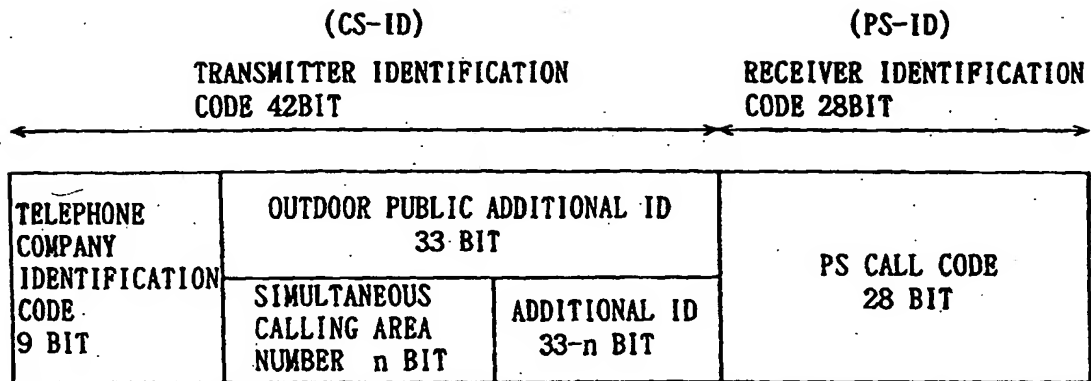 (CS-ID)
TRANSMITTER IDENTIFICATION
CODE 42BIT
(PS-ID)
RECEIVER IDENTIFICATION
CODE 28BIT
TELEPHONE
COMPANY
IDENTIFICATION
CODE
9 BIT
OUTDOOR PUBLIC ADDITIONAL ID
33 BIT
SIMULTANEOUS
CALLING AREA
NUMBER n BIT
ADDITIONAL ID
33-n BIT
PS CALL CODE
28 BIT